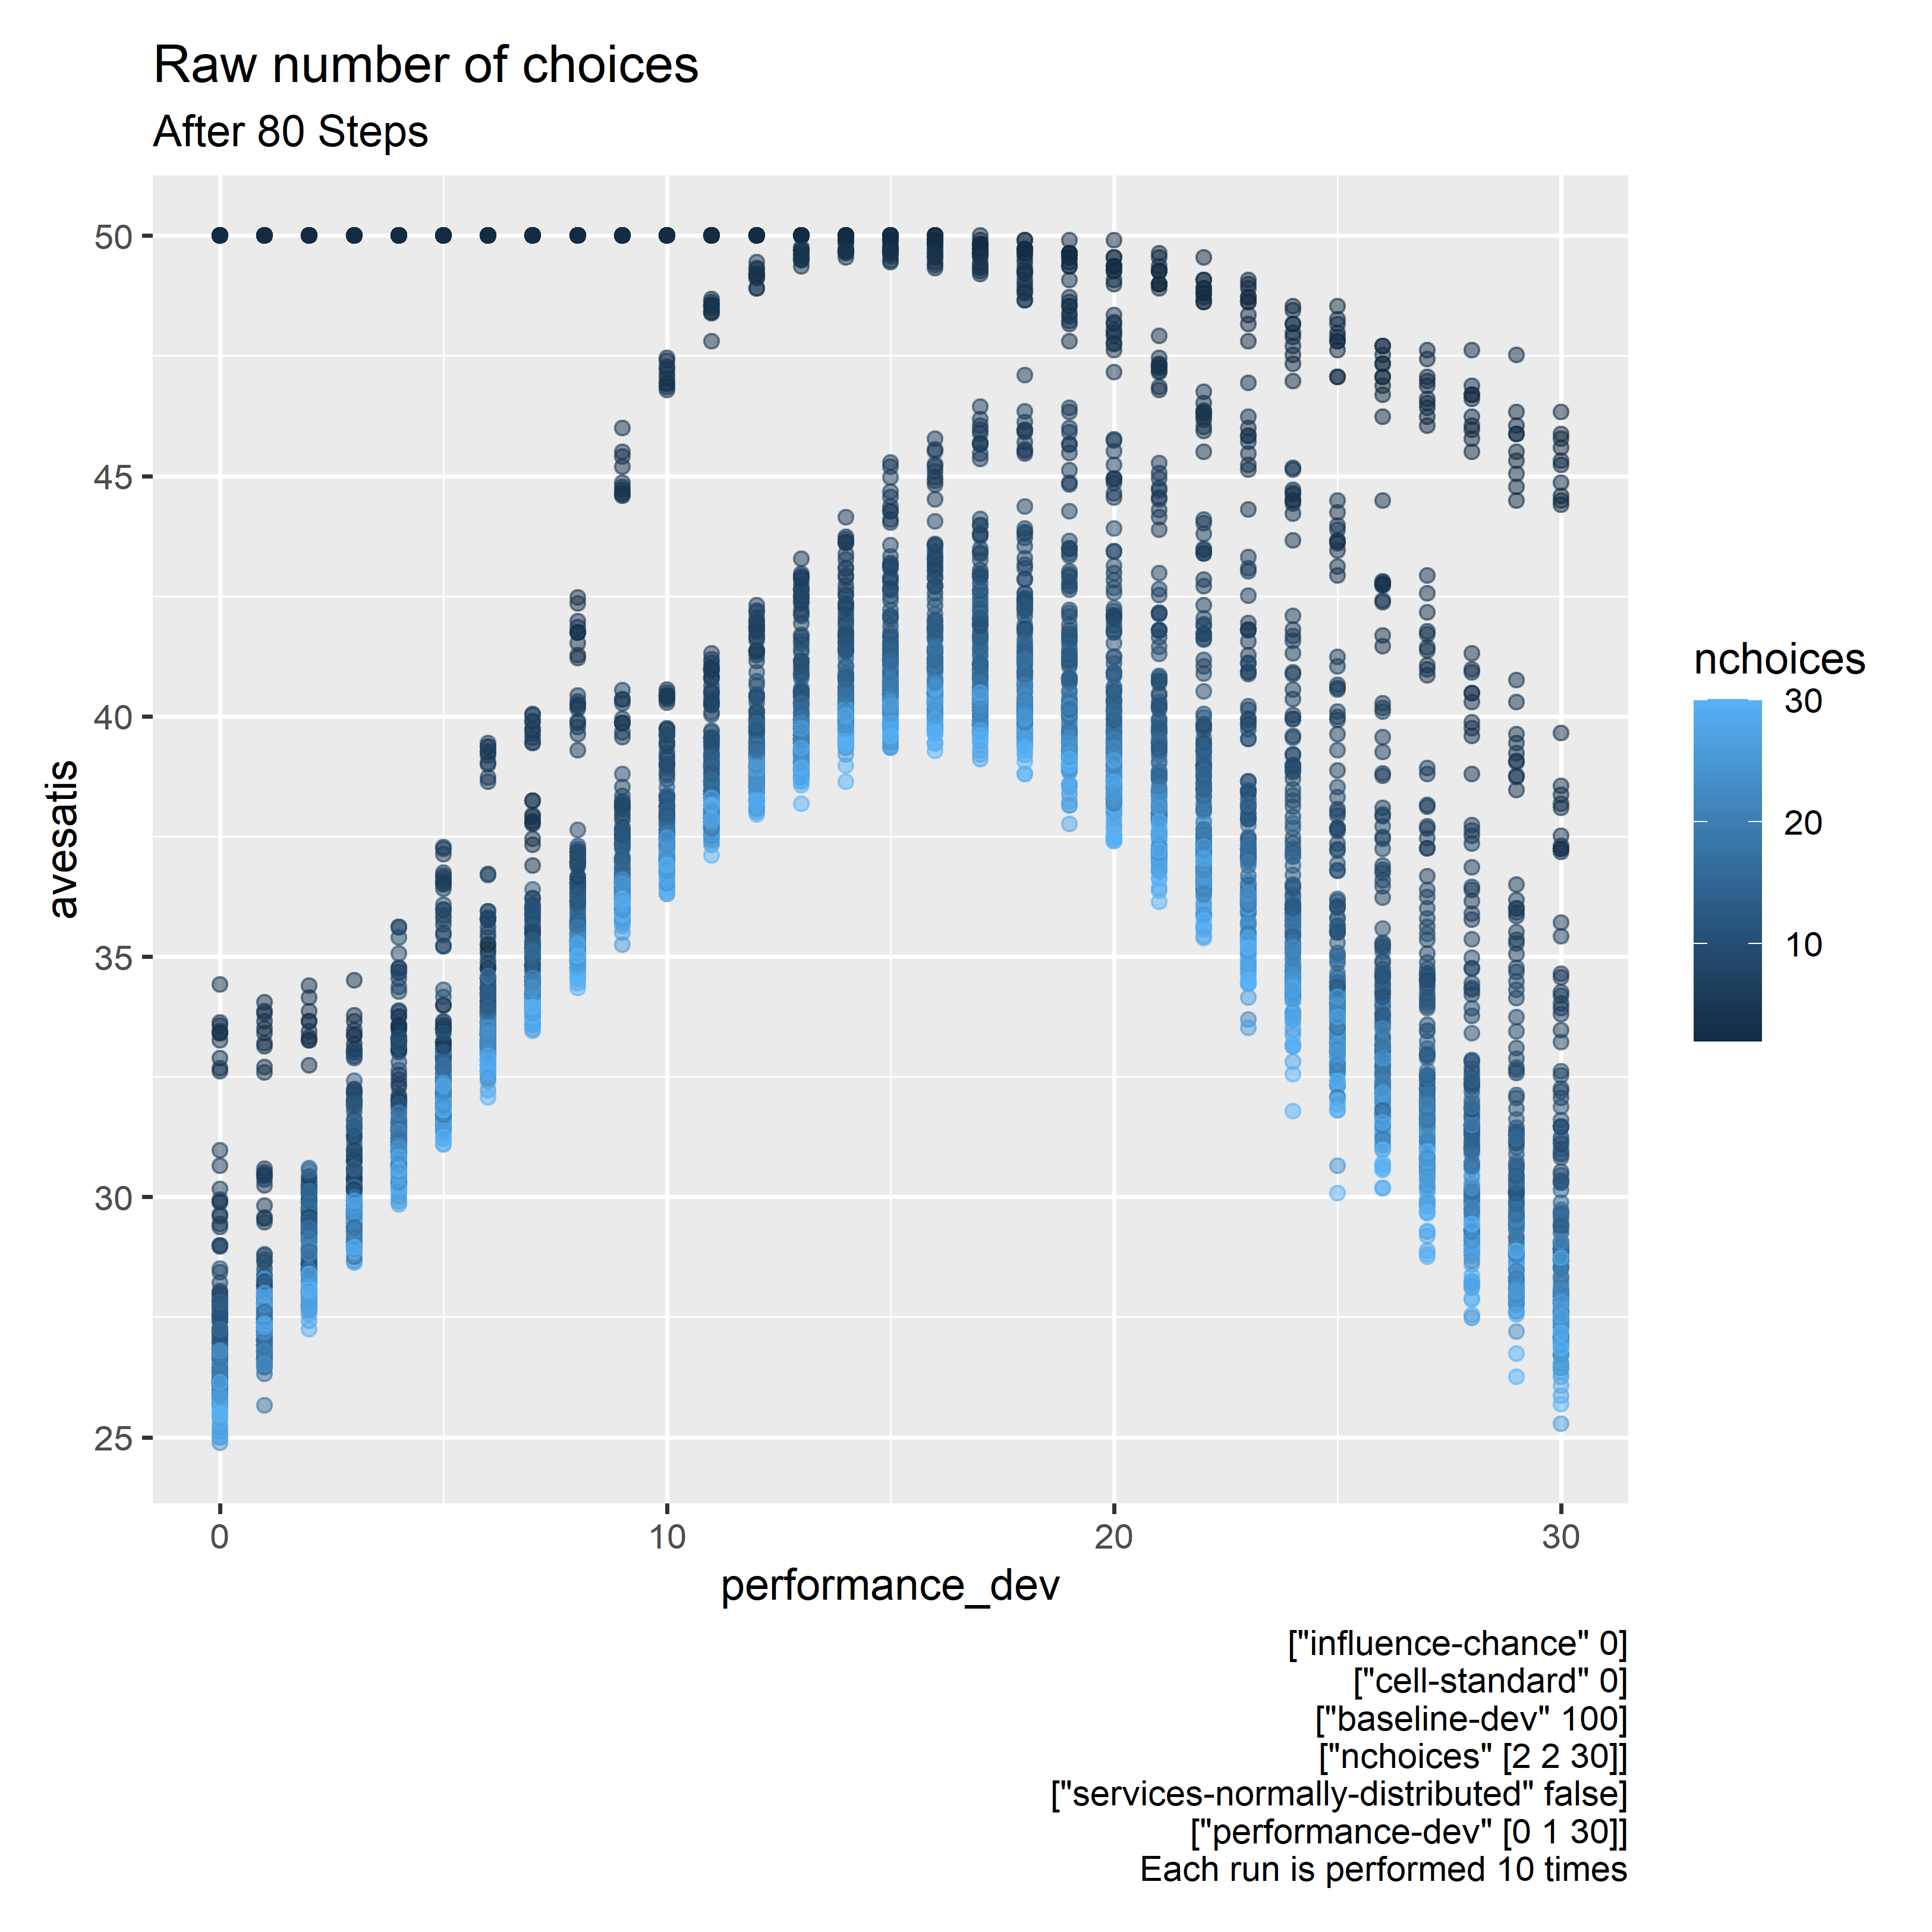 Raw number of choices
After 80 Steps
50
45
40
35
30
25
avesatis
0
10
20
30
performance_dev
nchoices
30
20
10
["influence-chance" 0]
["cell-standard" 0]
["baseline-dev" 100]
["nchoices" [2 2 30]]
["services-normally-distributed" false]
["performance-dev" [0 1 30]]
Each run is performed 10 times